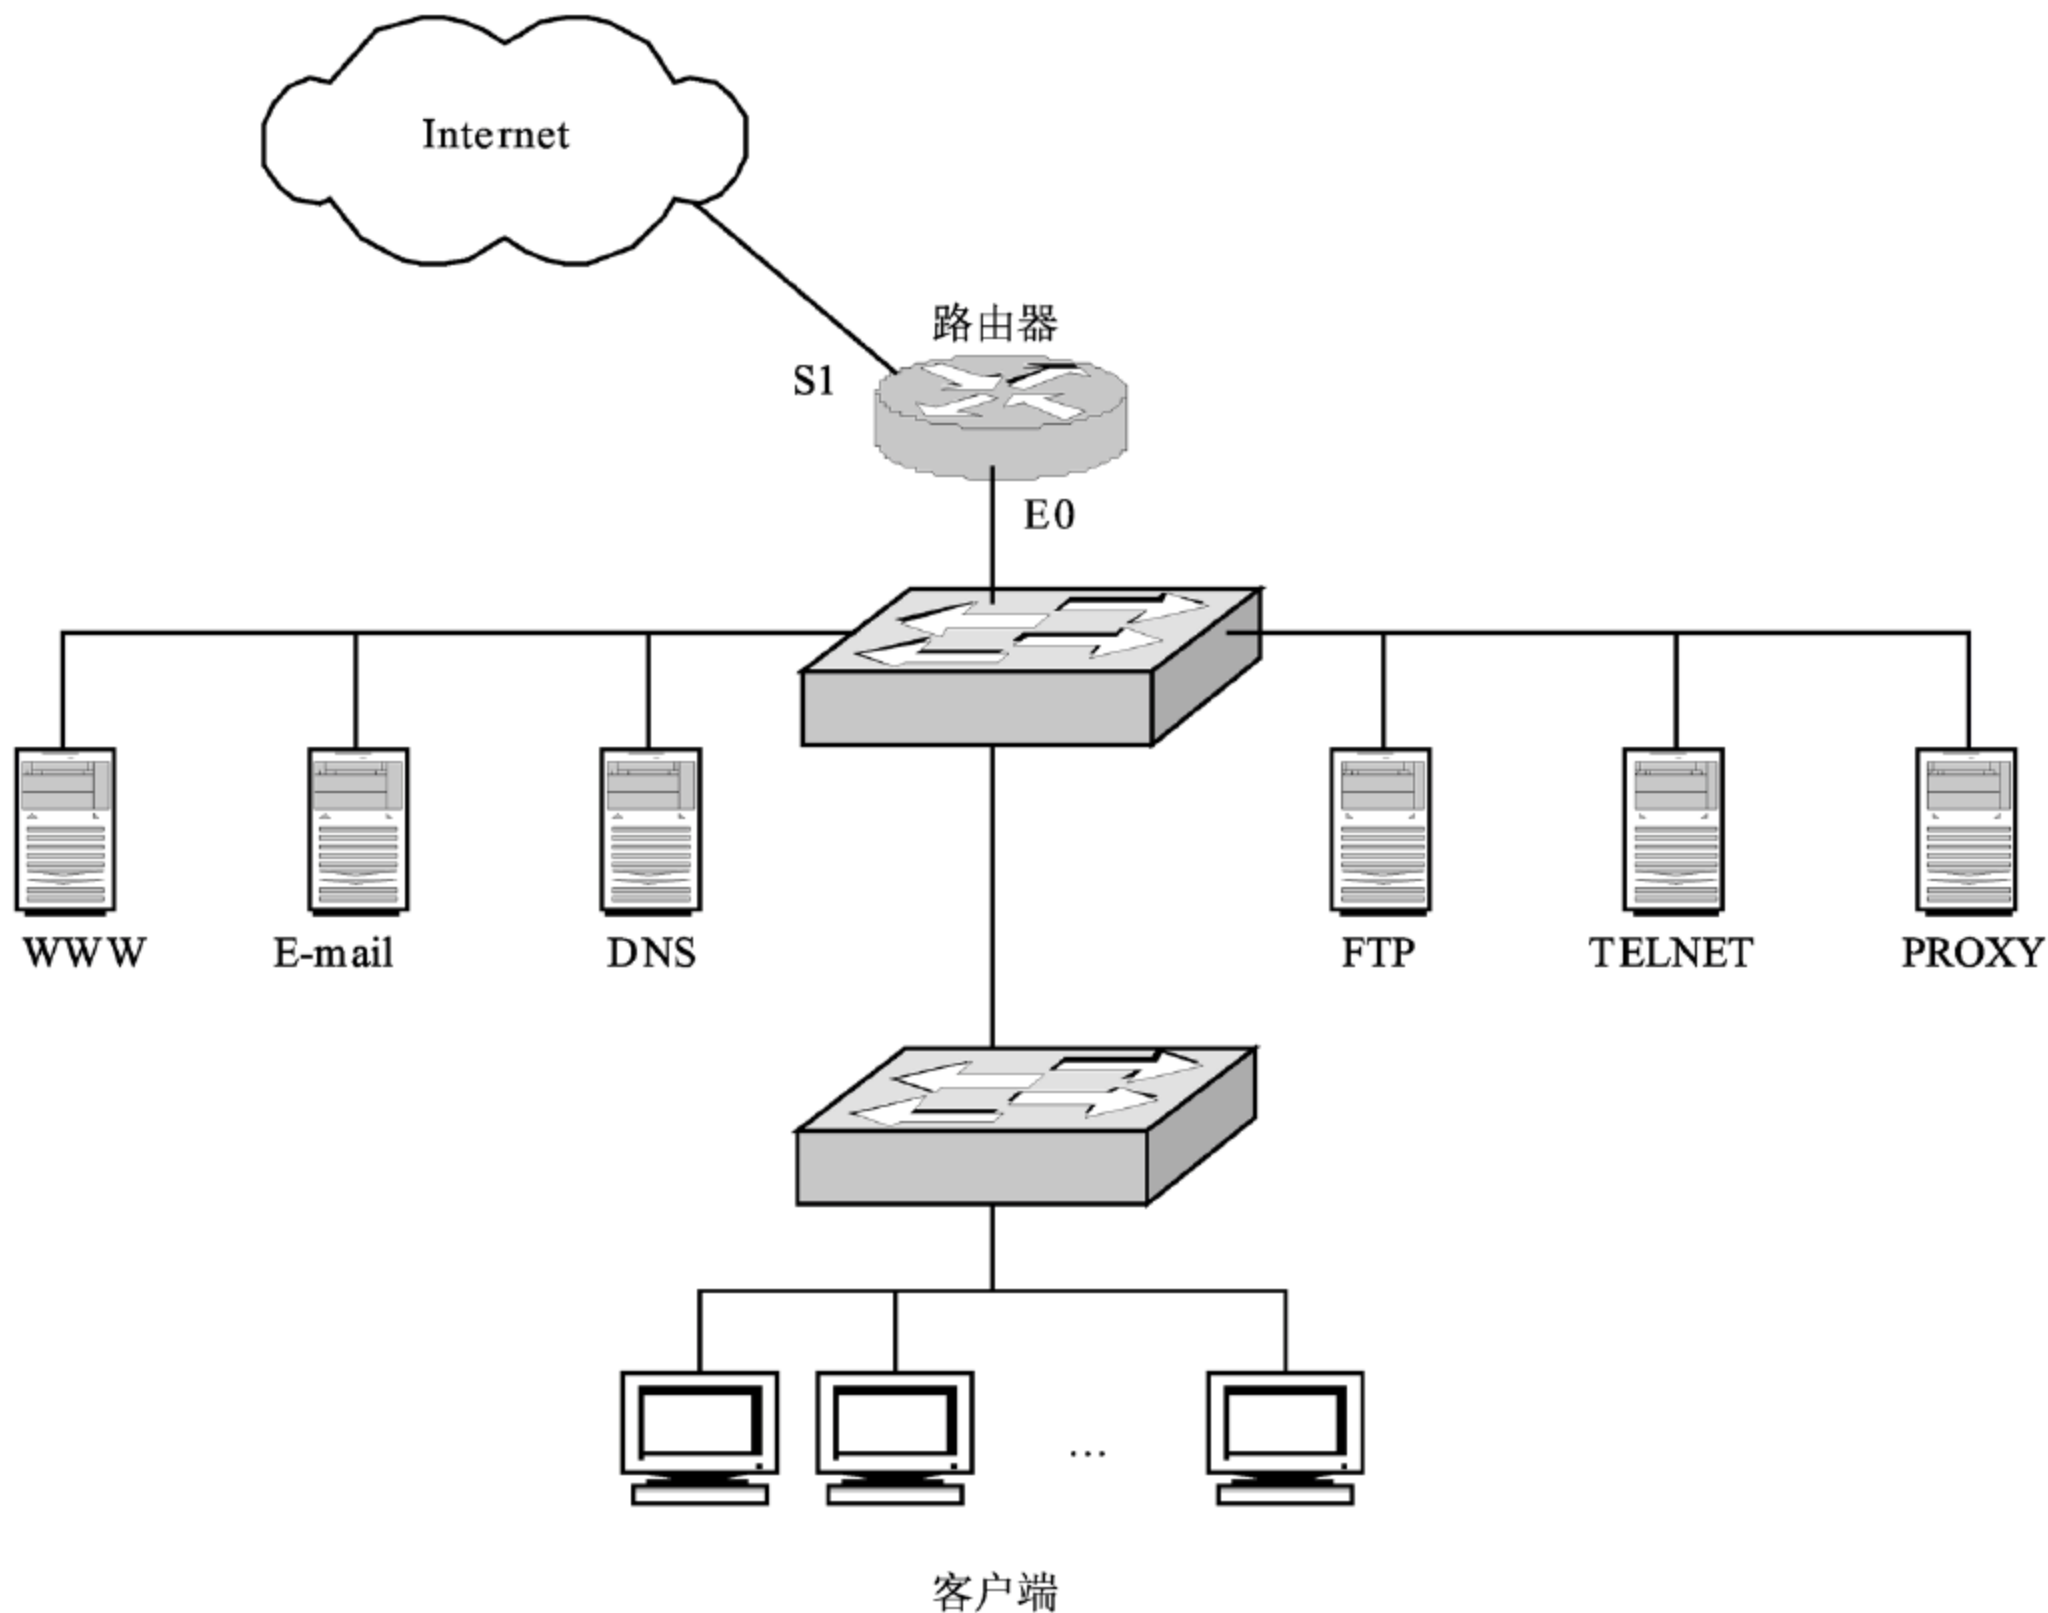 Internet
路由器
S1
E0
WWW
E-mail
DNS
FTP
TELNET
PROXY
...
客户端